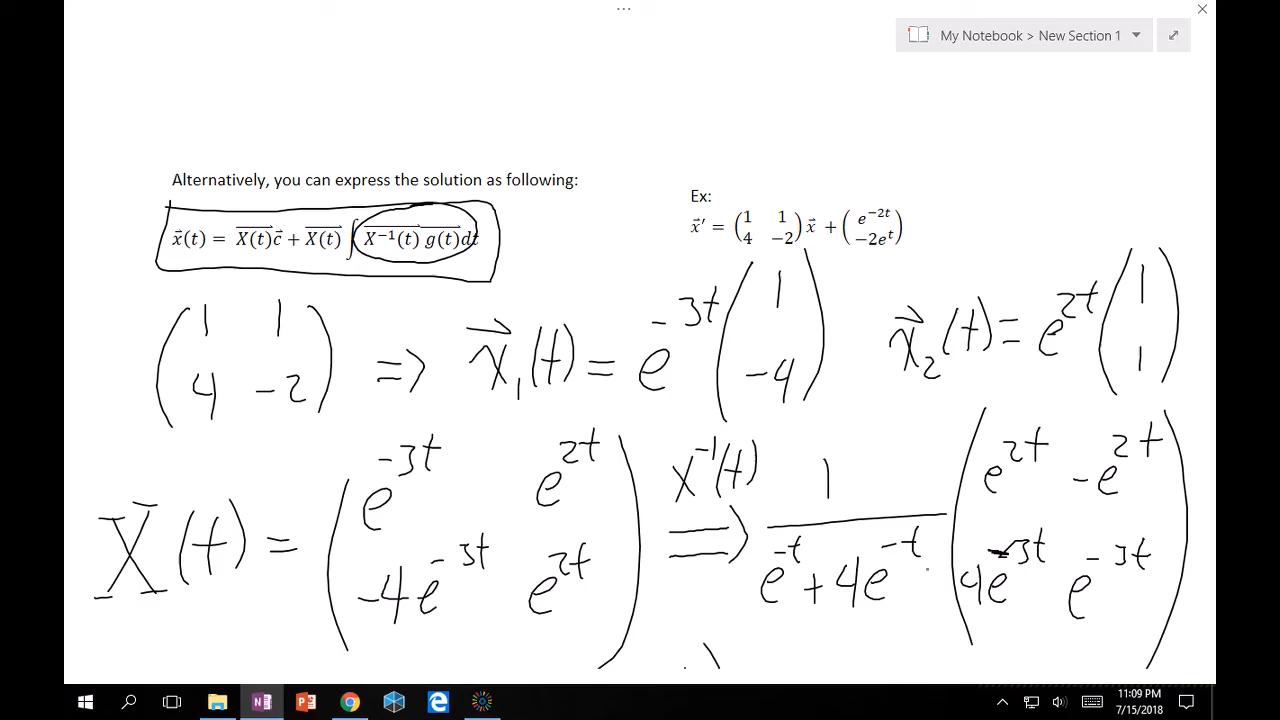 ...
My Notebook > New Section 1
Alternatively, you can express the solution as following:
x⃗(t) = X(t)c⃗ + X(t) ∫ X⁻¹(t) g(t)dt
Ex:
x⃗′ = (1 1; 4 −2) x⃗ + (e^(−2t); −2e^t)
(1 1; 4 −2) => x⃗₁(t) = e^(−3t) (1; −4) x⃗₂(t) = e^(2t) (1; 1)
X(t) = (e^(−3t) e^(2t); −4e^(−3t) e^(2t)) X⁻¹(t) => 1/(e^(−t) + 4e^(−t)) (e^(2t) −e^(2t); 4e^(−3t) e^(−3t))
11:09 PM
7/15/2018